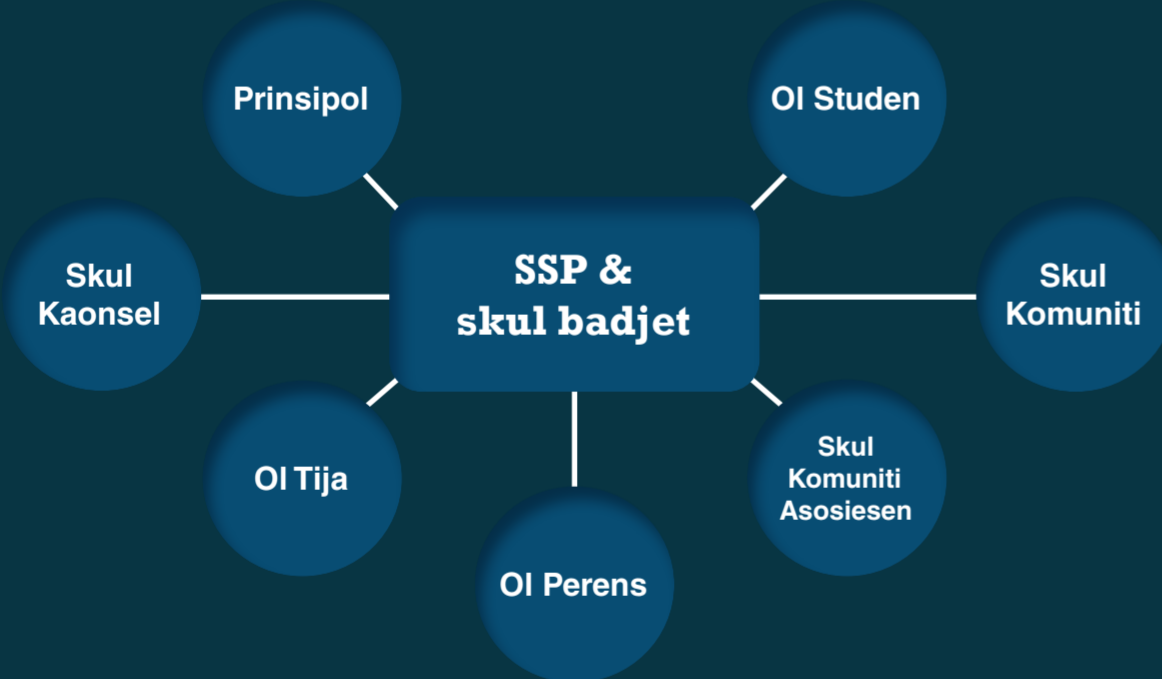 Prinsipol
Ol Studen
Skul
Kaonsel
SSP &
skul badjet
Skul
Komuniti
Ol Tija
Skul
Komuniti
Asosiesen
Ol Perens